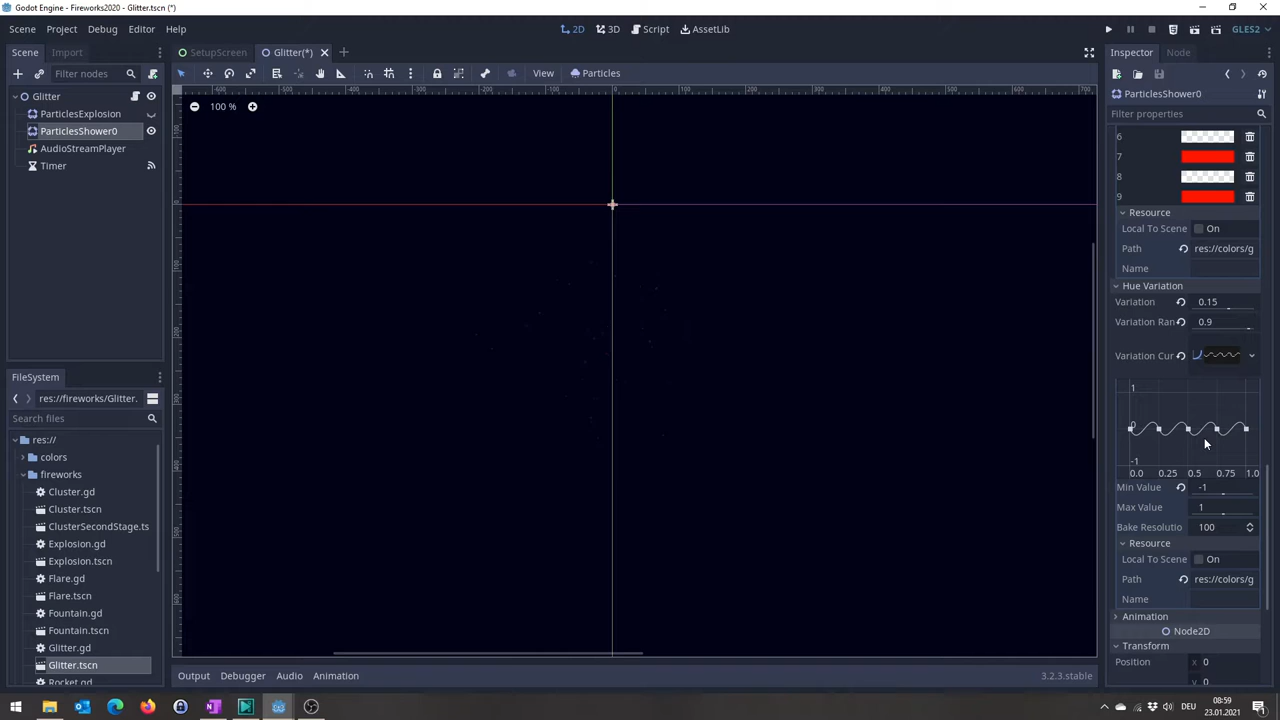 Godot Engine - Fireworks2020 - Glitter.tscn (*)
Scene Project Debug Editor Help
2D 3D Script AssetLib
GLES2
Scene Import
SetupScreen Glitter(*)
Inspector Node
Filter nodes
View Particles
100 %
Glitter
ParticlesExplosion
ParticlesShower0
AudioStreamPlayer
Timer
ParticlesShower0
Filter properties
6
7
8
9
Resource
Local To Scene On
Path res://colors/g
Name
Hue Variation
Variation 0.15
Variation Ran 0.9
Variation Cur
1
0
-1
0.0 0.25 0.5 0.75 1.0
Min Value -1
Max Value 1
Bake Resolutio 100
Resource
Local To Scene On
Path res://colors/g
Name
Animation
Node2D
Transform
Position x 0
y 0
FileSystem
res://fireworks/Glitter.
Search files
res://
colors
fireworks
Cluster.gd
Cluster.tscn
ClusterSecondStage.ts
Explosion.gd
Explosion.tscn
Flare.gd
Flare.tscn
Fountain.gd
Fountain.tscn
Glitter.gd
Glitter.tscn
Rocket.gd
Output Debugger Audio Animation
3.2.3.stable
DEU
08:59
23.01.2021